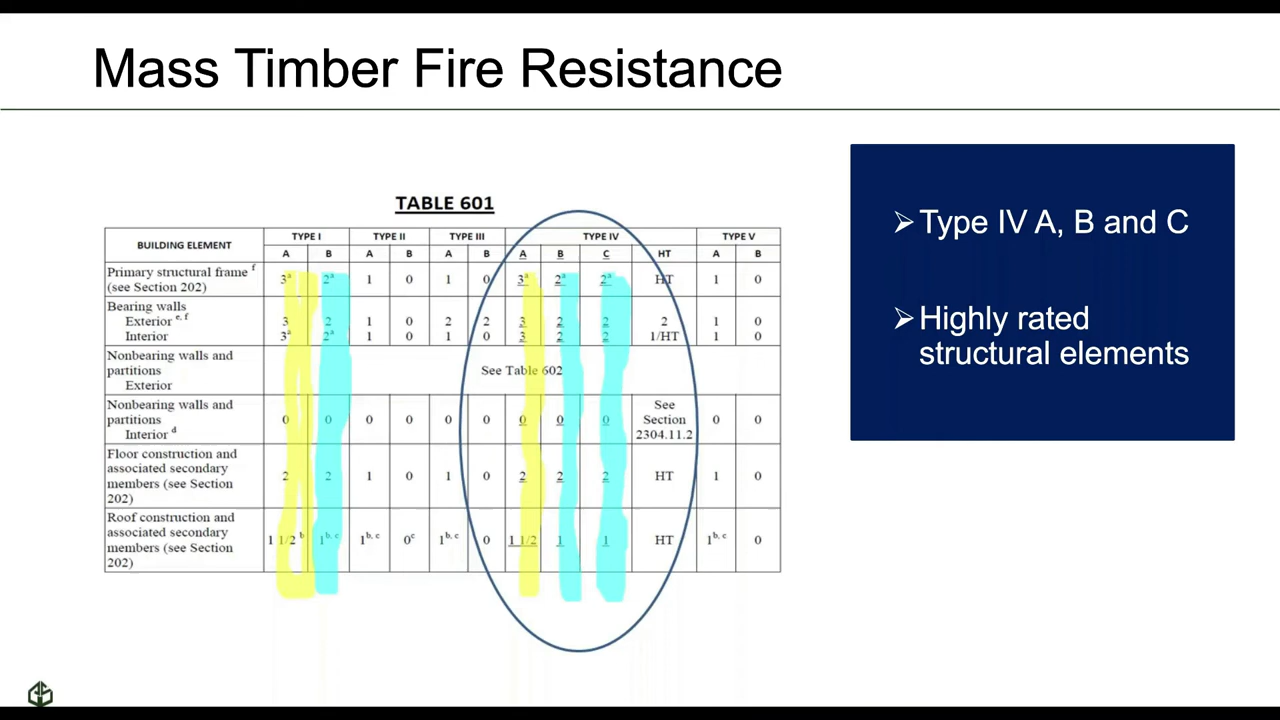 Mass Timber Fire Resistance
TABLE 601
BUILDING ELEMENT TYPE I TYPE II TYPE III TYPE IV TYPE V
A B A B A B A B C HT A B
Primary structural frame f
(see Section 202) 3a 2a 1 0 1 0 3a 2a 2a HT 1 0
Bearing walls
Exterior e, f 3 2 1 0 2 2 3 2 2 2 1 0
Interior 3a 2a 1 0 1 0 3 2 2 1/HT 1 0
Nonbearing walls and
partitions See Table 602
Exterior
Nonbearing walls and
partitions
Interior d 0 0 0 0 0 0 0 0 0 See
Section
2304.11.2 0 0
Floor construction and
associated secondary
members (see Section
202) 2 2 1 0 1 0 2 2 2 HT 1 0
Roof construction and
associated secondary
members (see Section
202) 1 1/2 b 1b, c 1b, c 0c 1b, c 0 1 1/2 1 1 HT 1b, c 0
➢Type IV A, B and C
➢Highly rated
structural elements